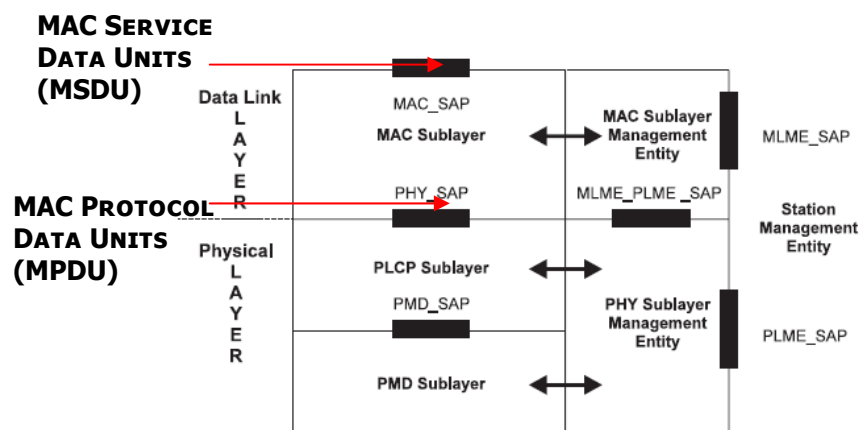 MAC SERVICE
DATA UNITS
(MSDU)
Data Link
L
A
Y
E
R
MAC_SAP
MAC Sublayer
MAC Sublayer
Management
Entity
MLME_SAP
PHY_SAP
MLME_PLME_SAP
MAC PROTOCOL
DATA UNITS
(MPDU)
Station
Management
Entity
Physical
L
A
Y
E
R
PLCP Sublayer
PMD_SAP
PHY Sublayer
Management
Entity
PLME_SAP
PMD Sublayer